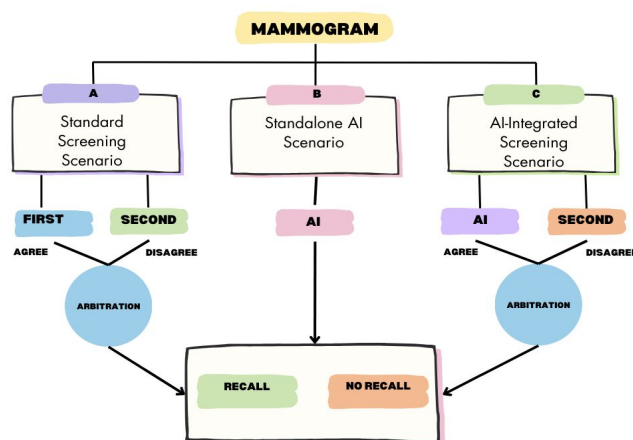 MAMMOGRAM
A
Standard
Screening
Scenario
B
Standalone AI
Scenario
C
AI-Integrated
Screening
Scenario
FIRST
SECOND
AI
AI
SECOND
AGREE
DISAGREE
AGREE
DISAGREE
ARBITRATION
ARBITRATION
RECALL
NO RECALL